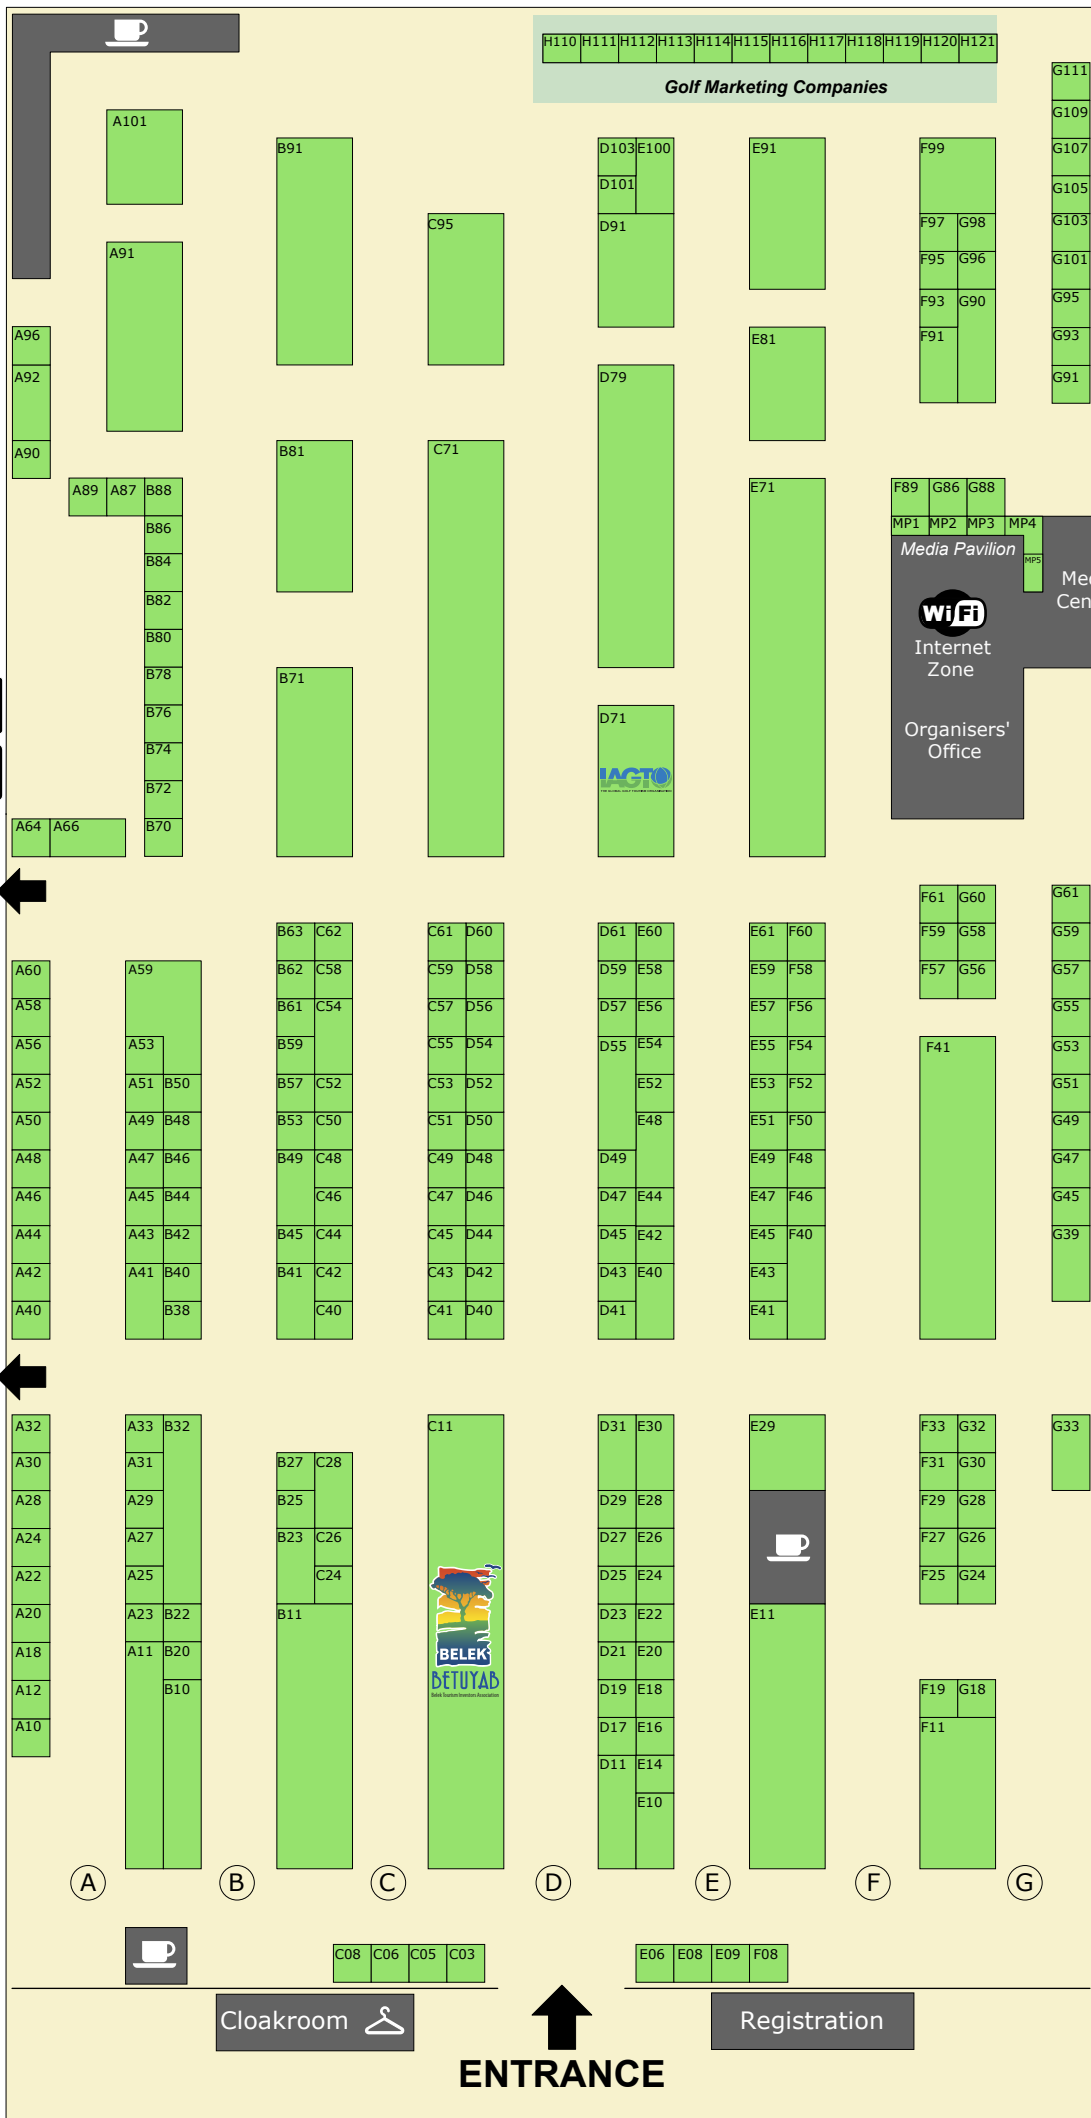 H110 H111 H112 H113 H114 H115 H116 H117 H118 H119 H120 H121
Golf Marketing Companies
G111
G109
A101
B91 D103 E100 E91 F99 G107
D101 G105
C95 D91 F97 G98 G103
A91 F95 G96 G101
F93 G90 G95
A96 E81 F91 G93
A92 D79 G91
A90 B81 C71
A89 A87 B88 E71 F89 G86 G88
B86 MP1 MP2 MP3 MP4
Media Pavilion
B84 MP5
Med
Cen
B82 WiFi
B80 Internet
Zone
B78 B71
B76 D71
B74 Organisers'
Office
IAGTO
THE GLOBAL GOLF TOURISM ORGANISATION
B72
A64 A66 B70
F61 G60 G61
B63 C62 C61 D60 D61 E60 E61 F60 F59 G58 G59
A60 A59 B62 C58 C59 D58 D59 E58 E59 F58 F57 G56 G57
A58 B61 C54 C57 D56 D57 E56 E57 F56 G55
A56 A53 B59 C55 D54 D55 E54 E55 F54 F41 G53
A52 A51 B50 B57 C52 C53 D52 E52 E53 F52 G51
A50 A49 B48 B53 C50 C51 D50 E48 E51 F50 G49
A48 A47 B46 B49 C48 C49 D48 D49 E49 F48 G47
A46 A45 B44 C46 C47 D46 D47 E44 E47 F46 G45
A44 A43 B42 B45 C44 C45 D44 D45 E42 E45 F40 G39
A42 A41 B40 B41 C42 C43 D42 D43 E40 E43
A40 B38 C40 C41 D40 D41 E41
A32 A33 B32 C11 D31 E30 E29 F33 G32 G33
A30 A31 B27 C28 F31 G30
A28 A29 B25 D29 E28 F29 G28
A24 A27 B23 C26 D27 E26 F27 G26
A22 A25 C24 D25 E24 F25 G24
A20 A23 B22 B11 D23 E22 E11
A18 A11 B20 D21 E20
BELEK
BETUYAB
Belek Tourism Investors Association
A12 B10 D19 E18 F19 G18
A10 D17 E16 F11
D11 E14
E10
A B C D E F G
C08 C06 C05 C03 E06 E08 E09 F08
Cloakroom Registration
ENTRANCE